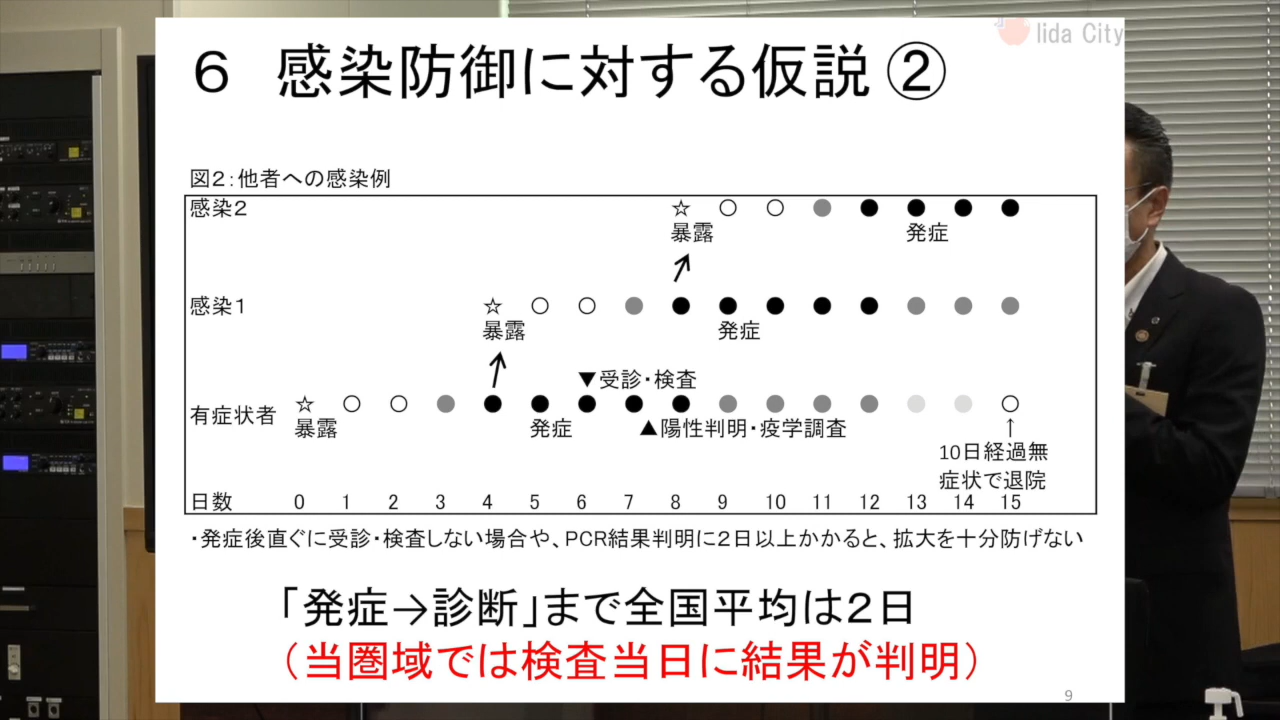 Iida City
6 感染防御に対する仮説②
図2:他者への感染例
感染2
暴露
発症
感染1
暴露
発症
▼受診・検査
有症状者
暴露
発症
▲陽性判明・疫学調査
↑
10日経過無
症状で退院
日数 0 1 2 3 4 5 6 7 8 9 10 11 12 13 14 15
・発症後直ぐに受診・検査しない場合や、PCR結果判明に2日以上かかると、拡大を十分防げない
「発症→診断」まで全国平均は2日
(当圏域では検査当日に結果が判明)
9